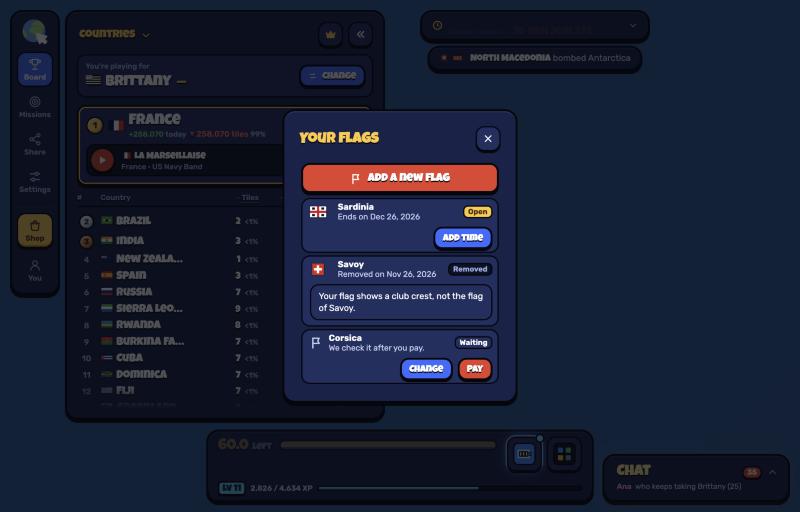 Board
Missions
Share
Settings
Shop
You
COUNTRIES
You're playing for
BRITTANY
CHANGE
1
FRANCE
+258.070 today ▼ 258.070 tiles 99%
LA MARSEILLAISE
France · US Navy Band
# Country Tiles
2 BRAZIL 2 <1%
3 INDIA 3 <1%
4 NEW ZEALA... 1 <1%
5 SPAIN 3 <1%
6 RUSSIA 7 <1%
7 SIERRA LEO... 9 <1%
8 RWANDA 8 <1%
9 BURKINA FA... 7 <1%
10 CUBA 7 <1%
11 DOMINICA 7 <1%
12 FIJI 7 <1%
NORTH MACEDONIA bombed Antarctica
YOUR FLAGS
ADD A NEW FLAG
Sardinia
Ends on Dec 26, 2026
Open
ADD TIME
Savoy
Removed on Nov 26, 2026
Removed
Your flag shows a club crest, not the flag
of Savoy.
Corsica
We check it after you pay.
Waiting
CHANGE
PAY
60.0 LEFT
LV 11 2.826 / 4.634 XP
CHAT
35
Ana who keeps taking Brittany (25)